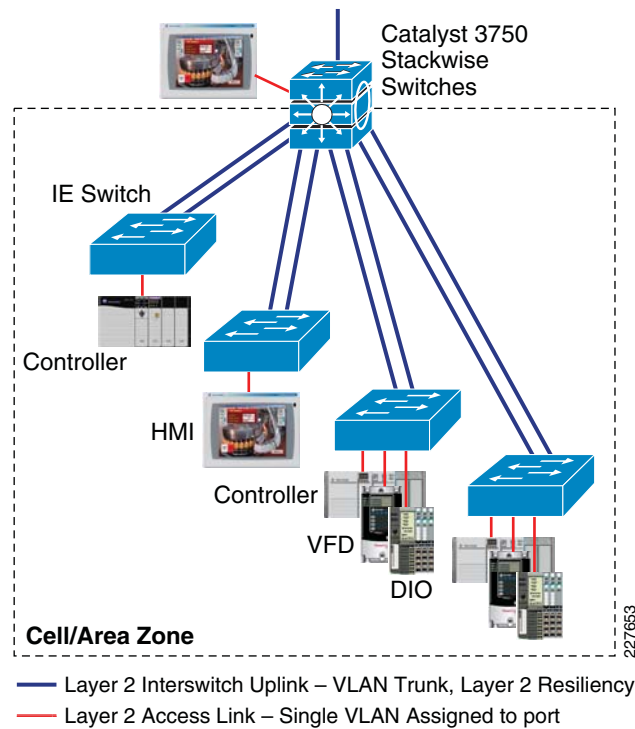 Catalyst 3750
Stackwise
Switches
IE Switch
Controller
HMI
Controller
VFD
DIO
Cell/Area Zone
227653
Layer 2 Interswitch Uplink – VLAN Trunk, Layer 2 Resiliency
Layer 2 Access Link – Single VLAN Assigned to port